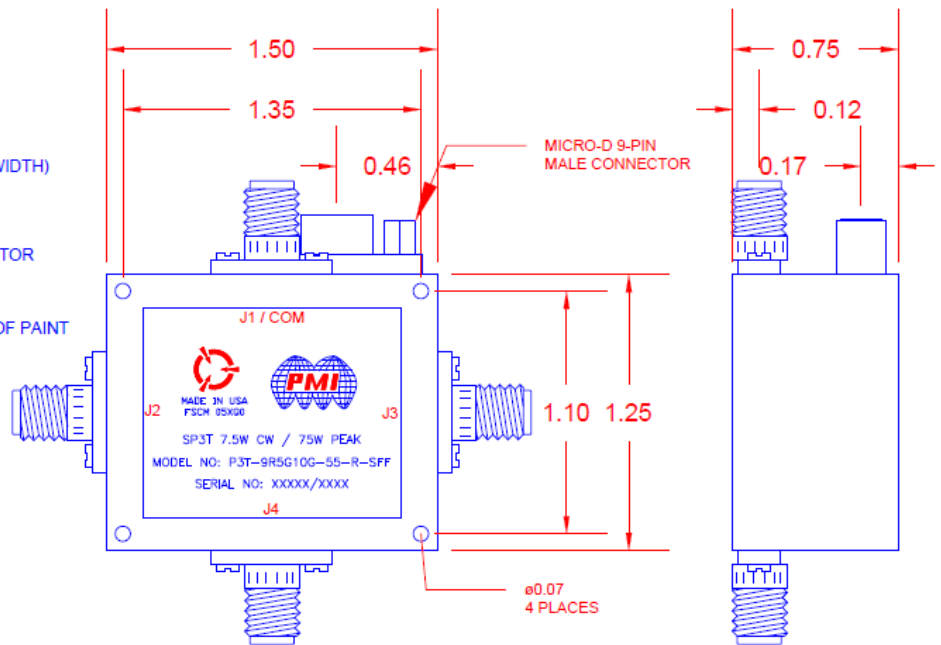 1.50
0.75
1.35
0.12
MICRO-D 9-PIN
MALE CONNECTOR
0.46
0.17
WIDTH)
TOR
OF PAINT
J1 / COM
PMI
MADE IN USA
FSCM 05XG0
J2
J3
1.10
1.25
SP3T 7.5W CW / 75W PEAK
MODEL NO: P3T-9R5G10G-55-R-SFF
SERIAL NO: XXXXX/XXXX
J4
ø0.07
4 PLACES